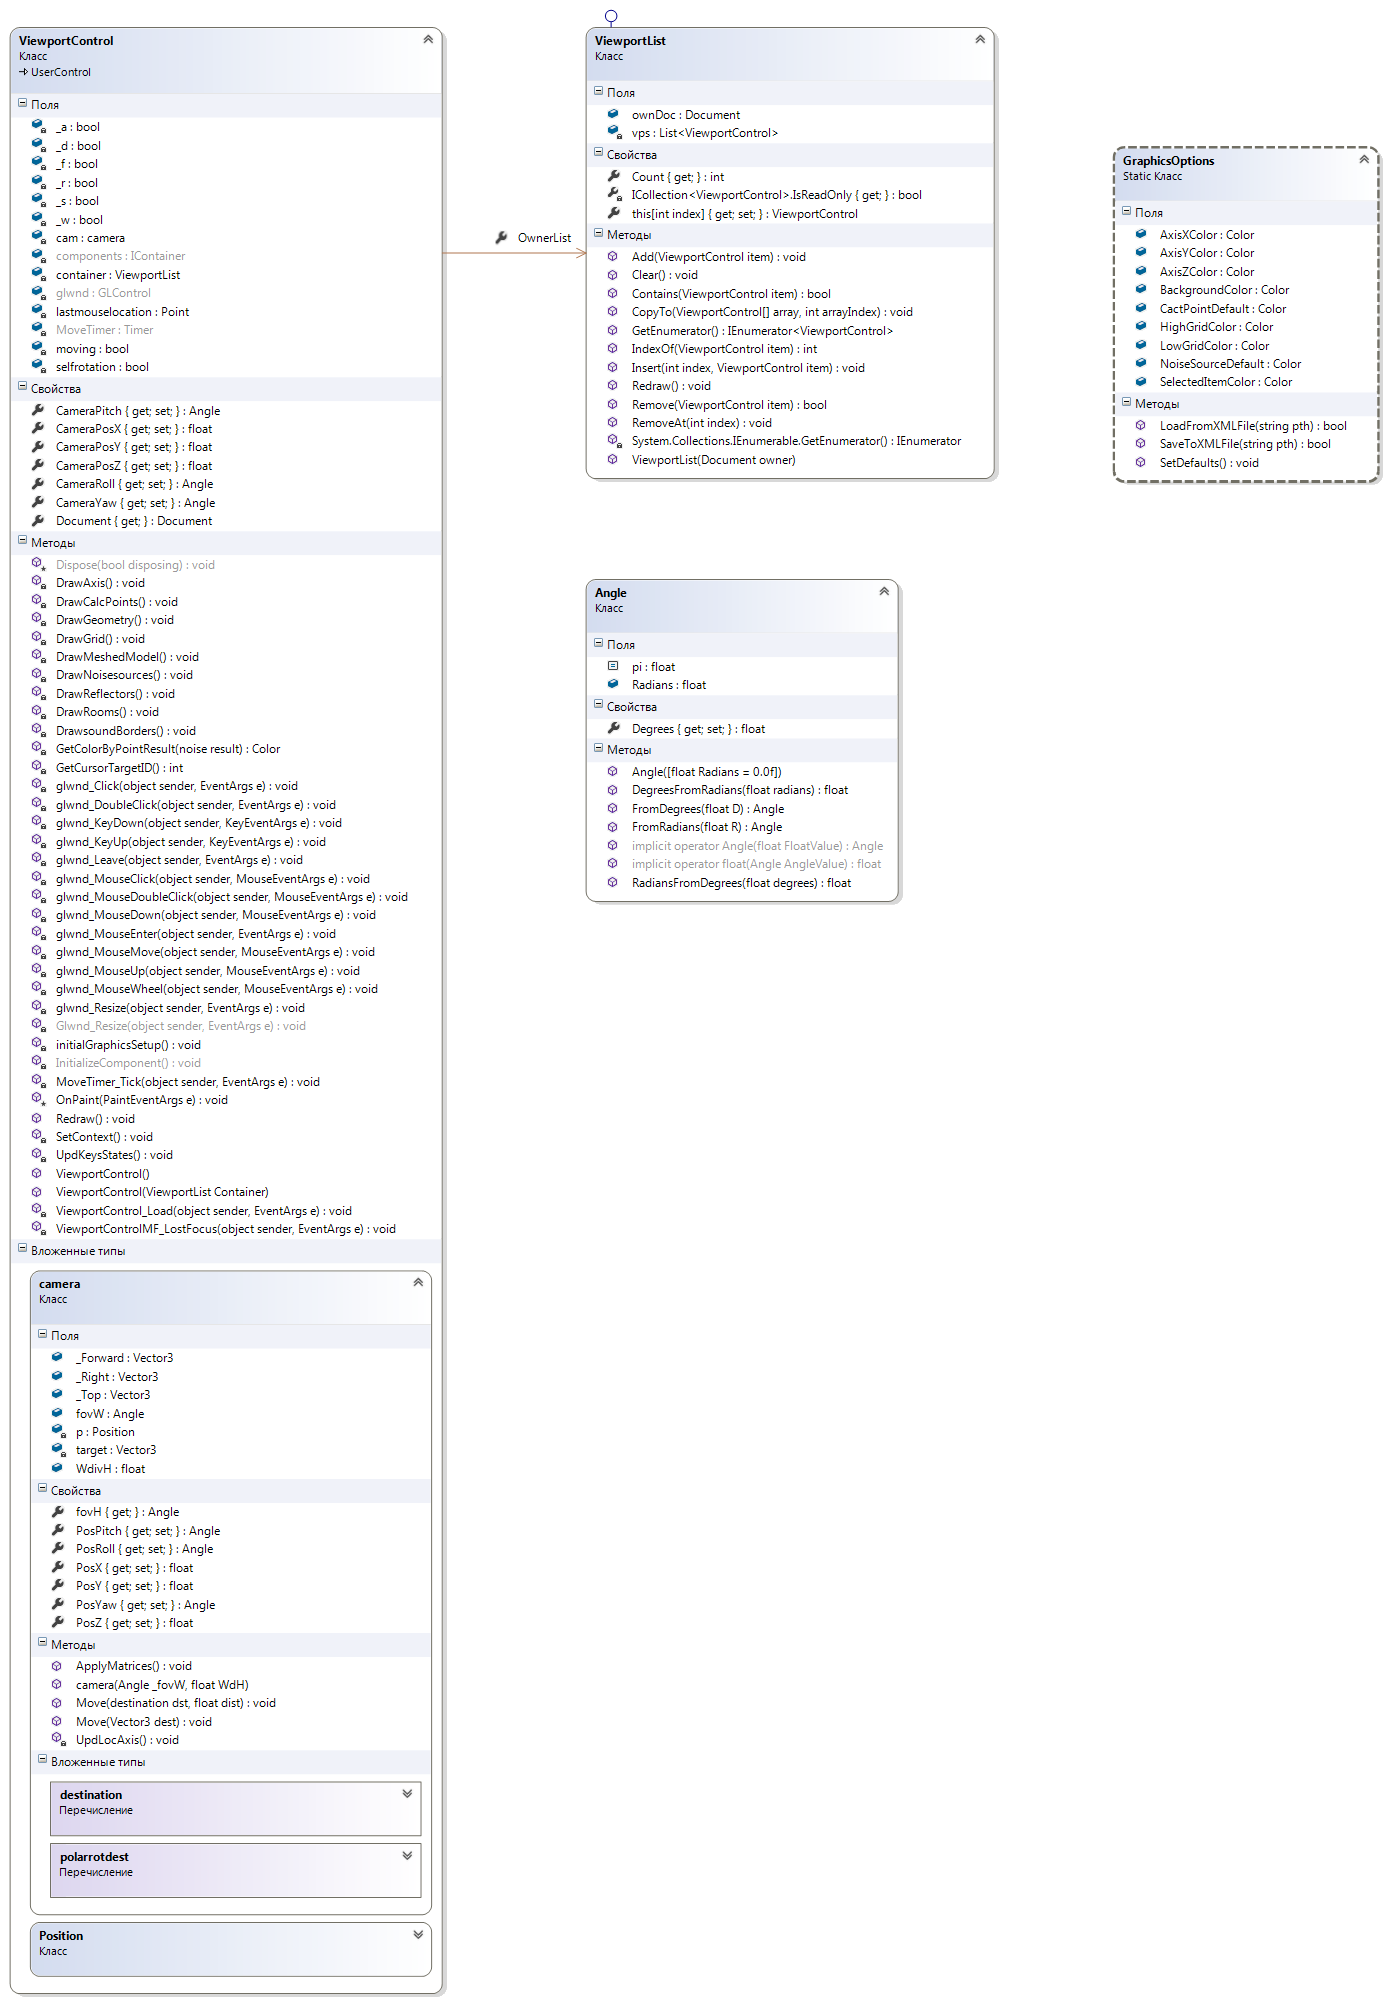 ViewportControl
Класс
UserControl
Поля
_a : bool
_d : bool
_f : bool
_r : bool
_s : bool
_w : bool
cam : camera
components : IContainer
container : ViewportList
glwnd : GLControl
lastmouselocation : Point
MoveTimer : Timer
moving : bool
selfrotation : bool
Свойства
CameraPitch { get; set; } : Angle
CameraPosX { get; set; } : float
CameraPosY { get; set; } : float
CameraPosZ { get; set; } : float
CameraRoll { get; set; } : Angle
CameraYaw { get; set; } : Angle
Document { get; } : Document
Методы
Dispose(bool disposing) : void
DrawAxis() : void
DrawCalcPoints() : void
DrawGeometry() : void
DrawGrid() : void
DrawMeshedModel() : void
DrawNoisesources() : void
DrawReflectors() : void
DrawRooms() : void
DrawsoundBorders() : void
GetColorByPointResult(noise result) : Color
GetCursorTargetID() : int
glwnd_Click(object sender, EventArgs e) : void
glwnd_DoubleClick(object sender, EventArgs e) : void
glwnd_KeyDown(object sender, KeyEventArgs e) : void
glwnd_KeyUp(object sender, KeyEventArgs e) : void
glwnd_Leave(object sender, EventArgs e) : void
glwnd_MouseClick(object sender, MouseEventArgs e) : void
glwnd_MouseDoubleClick(object sender, MouseEventArgs e) : void
glwnd_MouseDown(object sender, MouseEventArgs e) : void
glwnd_MouseEnter(object sender, EventArgs e) : void
glwnd_MouseMove(object sender, MouseEventArgs e) : void
glwnd_MouseUp(object sender, MouseEventArgs e) : void
glwnd_MouseWheel(object sender, MouseEventArgs e) : void
glwnd_Resize(object sender, EventArgs e) : void
Glwnd_Resize(object sender, EventArgs e) : void
initialGraphicsSetup() : void
InitializeComponent() : void
MoveTimer_Tick(object sender, EventArgs e) : void
OnPaint(PaintEventArgs e) : void
Redraw() : void
SetContext() : void
UpdKeysStates() : void
ViewportControl()
ViewportControl(ViewportList Container)
ViewportControl_Load(object sender, EventArgs e) : void
ViewportControlMF_LostFocus(object sender, EventArgs e) : void
Вложенные типы
camera
Класс
Поля
_Forward : Vector3
_Right : Vector3
_Top : Vector3
fovW : Angle
p : Position
target : Vector3
WdivH : float
Свойства
fovH { get; } : Angle
PosPitch { get; set; } : Angle
PosRoll { get; set; } : Angle
PosX { get; set; } : float
PosY { get; set; } : float
PosYaw { get; set; } : Angle
PosZ { get; set; } : float
Методы
ApplyMatrices() : void
camera(Angle _fovW, float WdH)
Move(destination dst, float dist) : void
Move(Vector3 dest) : void
UpdLocAxis() : void
Вложенные типы
destination
Перечисление
polarrotdest
Перечисление
Position
Класс
OwnerList
ViewportList
Класс
Поля
ownDoc : Document
vps : List<ViewportControl>
Свойства
Count { get; } : int
ICollection<ViewportControl>.IsReadOnly { get; } : bool
this[int index] { get; set; } : ViewportControl
Методы
Add(ViewportControl item) : void
Clear() : void
Contains(ViewportControl item) : bool
CopyTo(ViewportControl[] array, int arrayIndex) : void
GetEnumerator() : IEnumerator<ViewportControl>
IndexOf(ViewportControl item) : int
Insert(int index, ViewportControl item) : void
Redraw() : void
Remove(ViewportControl item) : bool
RemoveAt(int index) : void
System.Collections.IEnumerable.GetEnumerator() : IEnumerator
ViewportList(Document owner)
Angle
Класс
Поля
pi : float
Radians : float
Свойства
Degrees { get; set; } : float
Методы
Angle([float Radians = 0.0f])
DegreesFromRadians(float radians) : float
FromDegrees(float D) : Angle
FromRadians(float R) : Angle
implicit operator Angle(float FloatValue) : Angle
implicit operator float(Angle AngleValue) : float
RadiansFromDegrees(float degrees) : float
GraphicsOptions
Static Класс
Поля
AxisXColor : Color
AxisYColor : Color
AxisZColor : Color
BackgroundColor : Color
CactPointDefault : Color
HighGridColor : Color
LowGridColor : Color
NoiseSourceDefault : Color
SelectedItemColor : Color
Методы
LoadFromXMLFile(string pth) : bool
SaveToXMLFile(string pth) : bool
SetDefaults() : void